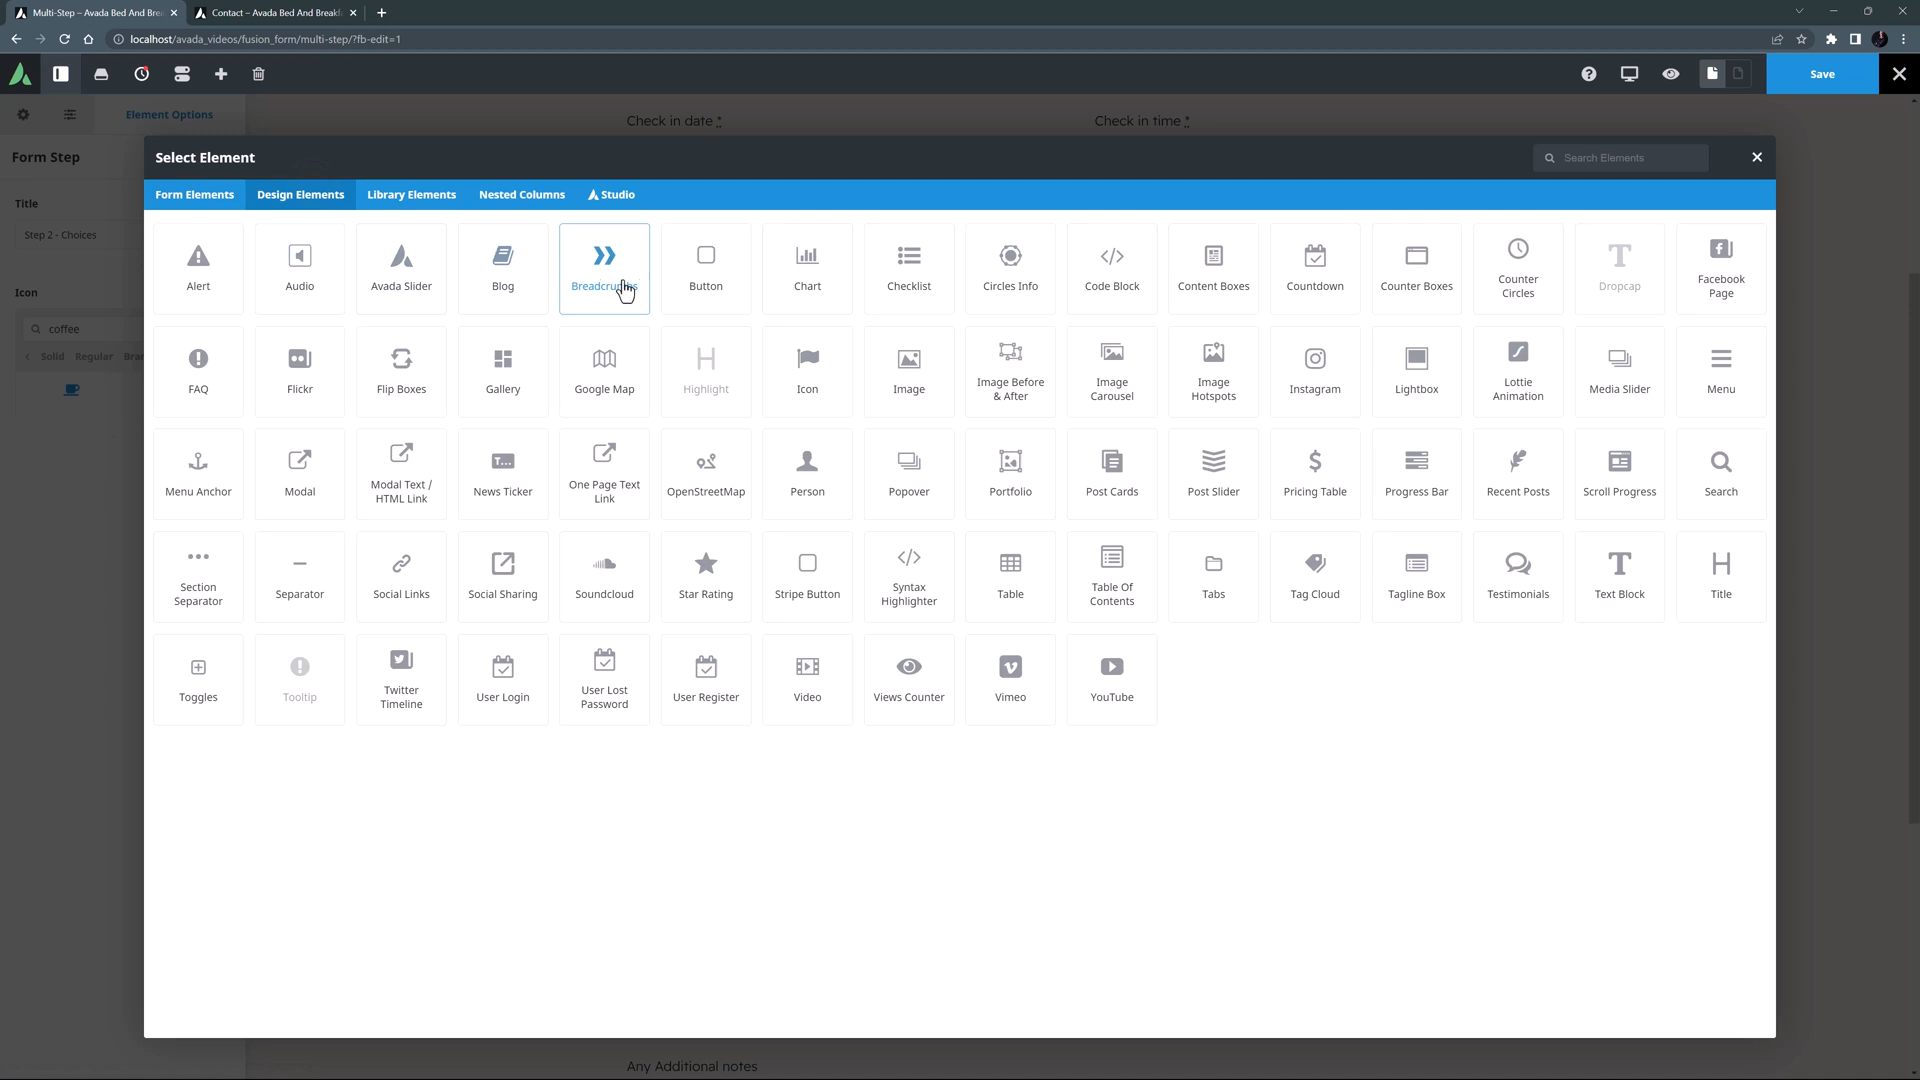 Multi-Step – Avada Bed And Brea
Contact – Avada Bed And Breakf
localhost/avada_videos/fusion_form/multi-step/?fb-edit=1
Save
Element Options
Check in date *
Check in time *
Form Step
Select Element
Search Elements
Form Elements
Design Elements
Library Elements
Nested Columns
Studio
Title
Step 2 - Choices
Icon
coffee
Solid
Regular
Bran
Alert
Audio
Avada Slider
Blog
Button
Chart
Checklist
Circles Info
Code Block
Content Boxes
Countdown
Counter Boxes
Counter
Circles
Dropcap
Facebook
Page
FAQ
Flickr
Flip Boxes
Gallery
Google Map
Highlight
Icon
Image
Image Before
& After
Image
Carousel
Image
Hotspots
Instagram
Lightbox
Lottie
Animation
Media Slider
Menu
Menu Anchor
Modal
Modal Text /
HTML Link
News Ticker
One Page Text
Link
OpenStreetMap
Person
Popover
Portfolio
Post Cards
Post Slider
Pricing Table
Progress Bar
Recent Posts
Scroll Progress
Search
Section
Separator
Separator
Social Links
Social Sharing
Soundcloud
Star Rating
Stripe Button
Syntax
Highlighter
Table
Table Of
Contents
Tabs
Tag Cloud
Tagline Box
Testimonials
Text Block
Title
Toggles
Tooltip
Twitter
Timeline
User Login
User Lost
Password
User Register
Video
Views Counter
Vimeo
YouTube
Any Additional notes